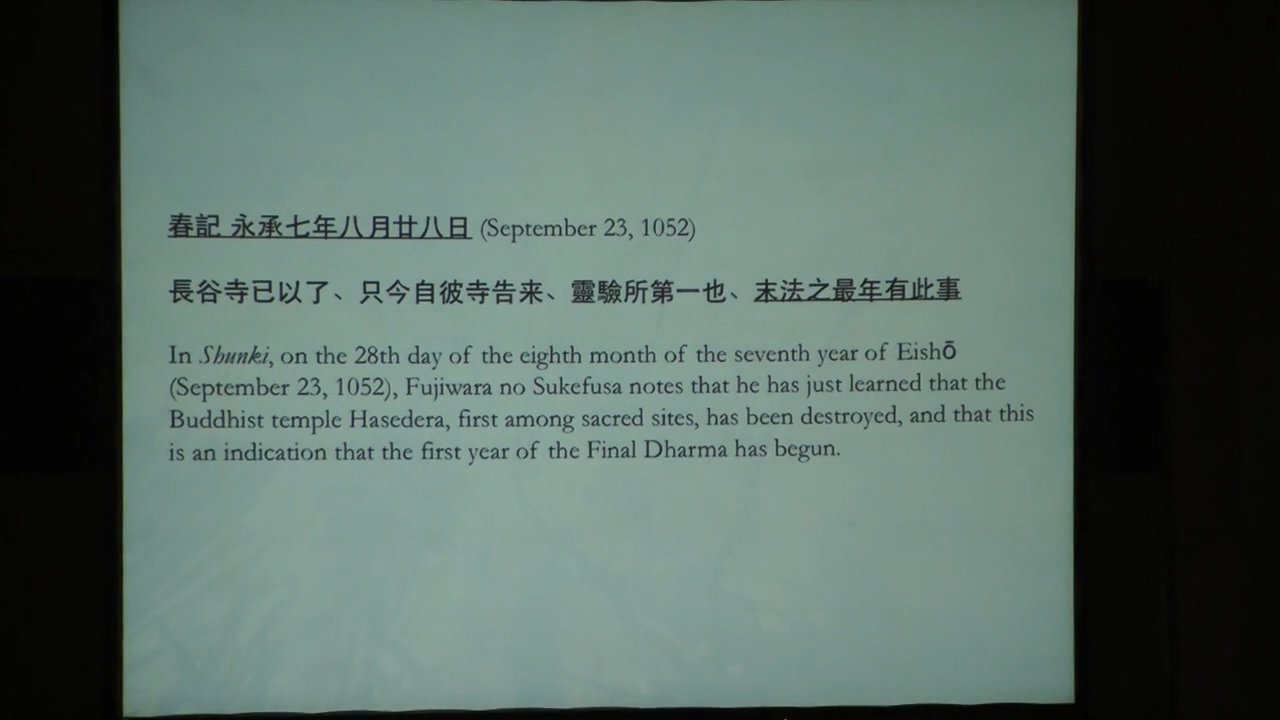 春記 永承七年八月廿八日 (September 23, 1052)
長谷寺已以了、只今自彼寺告来、靈驗所第一也、末法之最年有此事
In Shunki, on the 28th day of the eighth month of the seventh year of Eishō
(September 23, 1052), Fujiwara no Sukefusa notes that he has just learned that the
Buddhist temple Hasedera, first among sacred sites, has been destroyed, and that this
is an indication that the first year of the Final Dharma has begun.